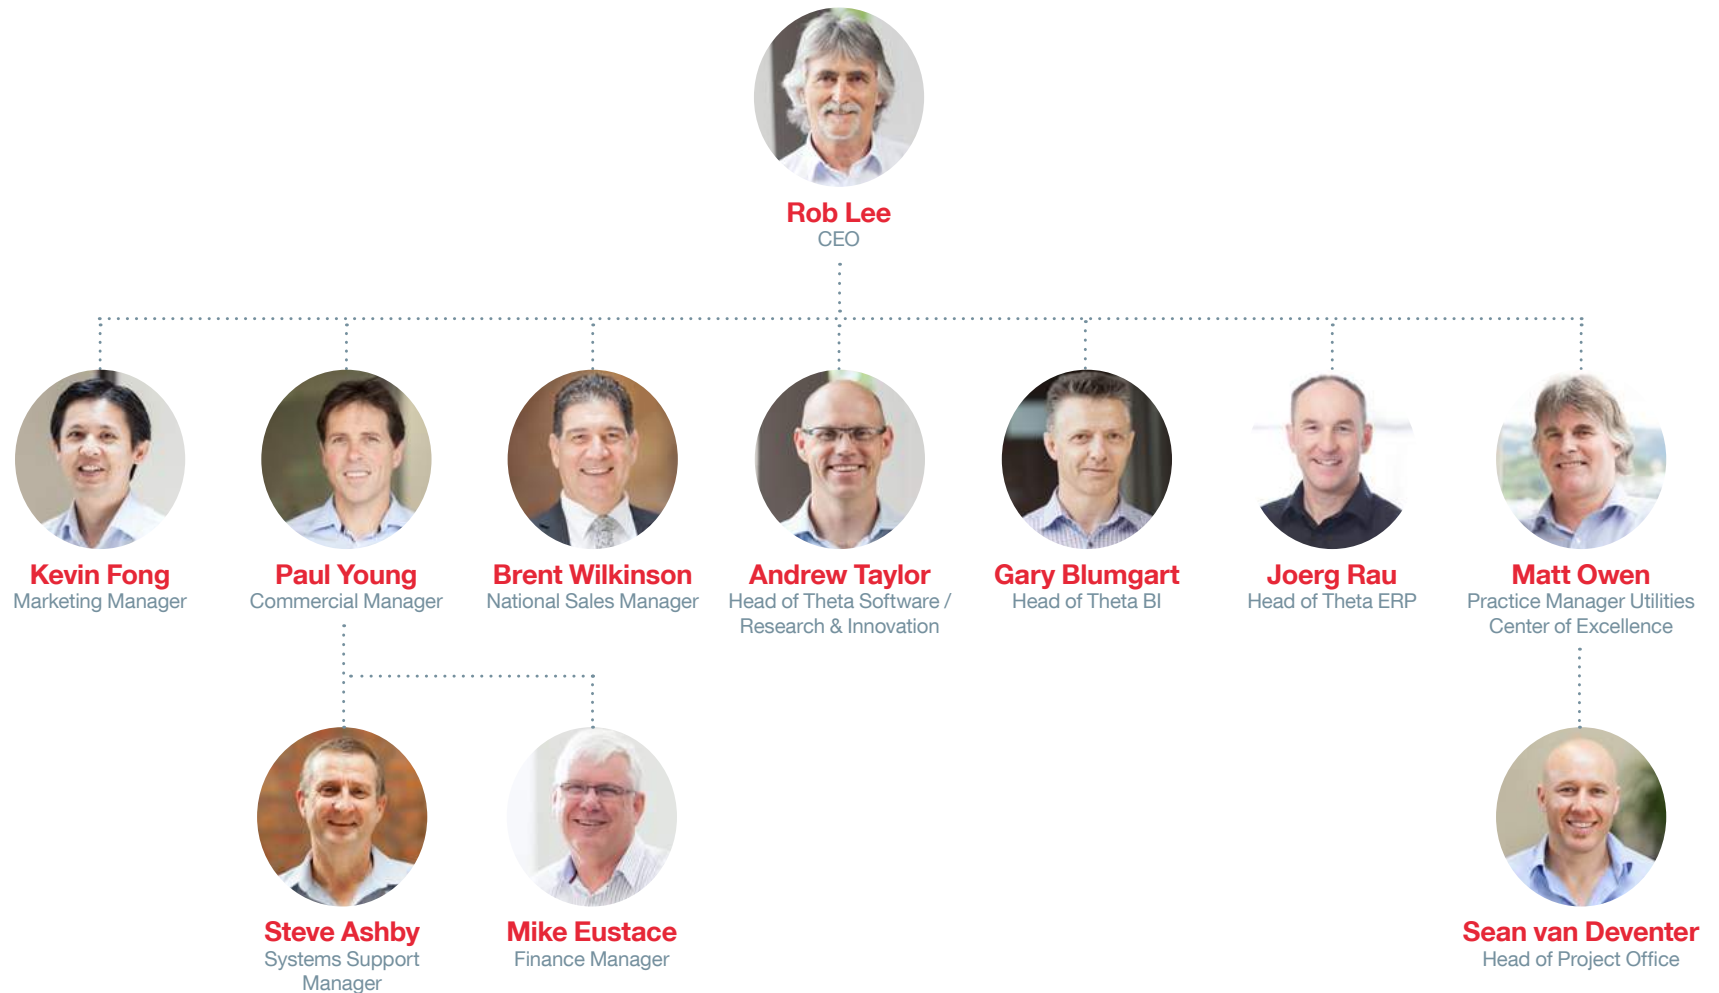 Rob Lee
CEO
Kevin Fong
Marketing Manager
Paul Young
Commercial Manager
Brent Wilkinson
National Sales Manager
Andrew Taylor
Head of Theta Software /
Research & Innovation
Gary Blumgart
Head of Theta BI
Joerg Rau
Head of Theta ERP
Matt Owen
Practice Manager Utilities
Center of Excellence
Steve Ashby
Systems Support
Manager
Mike Eustace
Finance Manager
Sean van Deventer
Head of Project Office